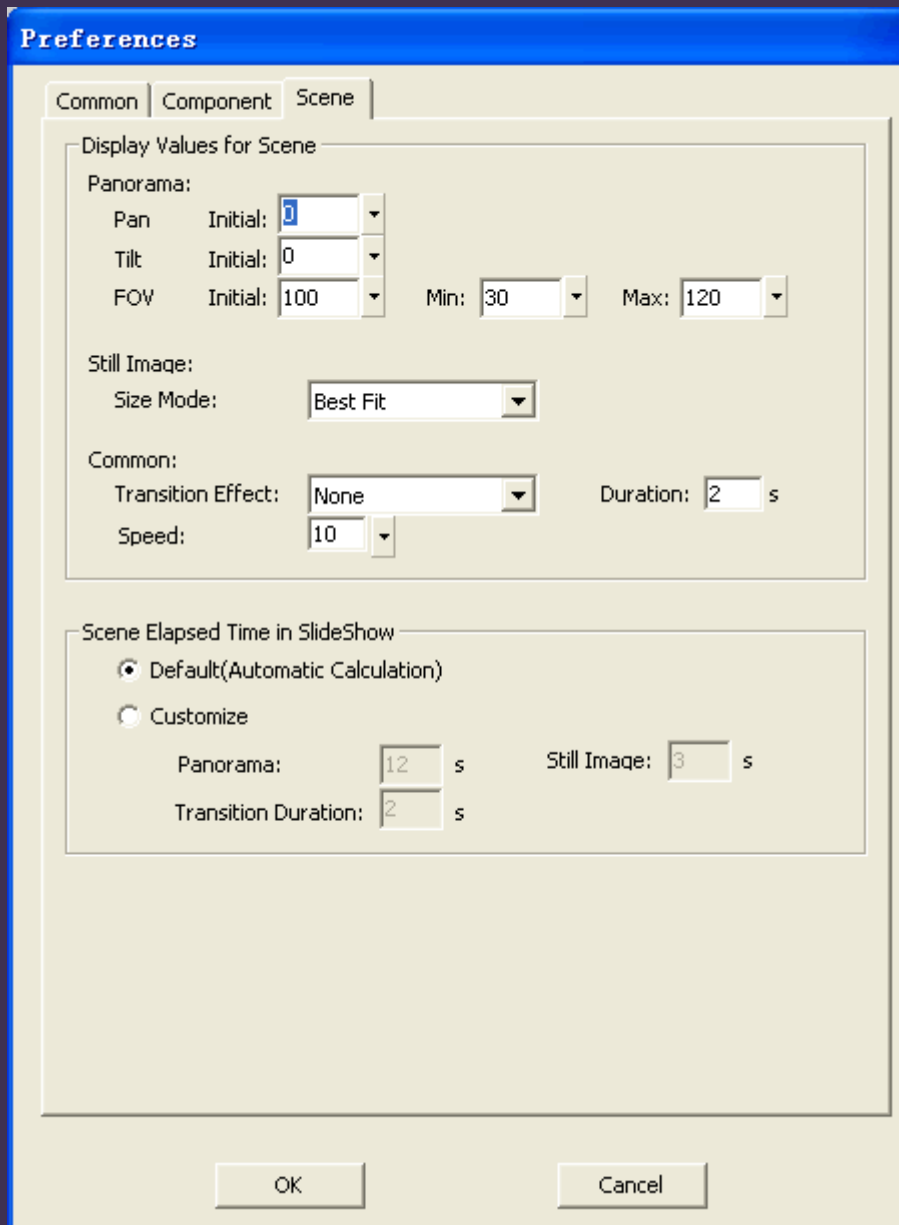 Preferences
Common Component Scene
Display Values for Scene
Panorama:
Pan Initial: 0
Tilt Initial: 0
FOV Initial: 100 Min: 30 Max: 120
Still Image:
Size Mode: Best Fit
Common:
Transition Effect: None Duration: 2 s
Speed: 10
Scene Elapsed Time in SlideShow
Default(Automatic Calculation)
Customize
Panorama: 12 s Still Image: 3 s
Transition Duration: 2 s
OK Cancel